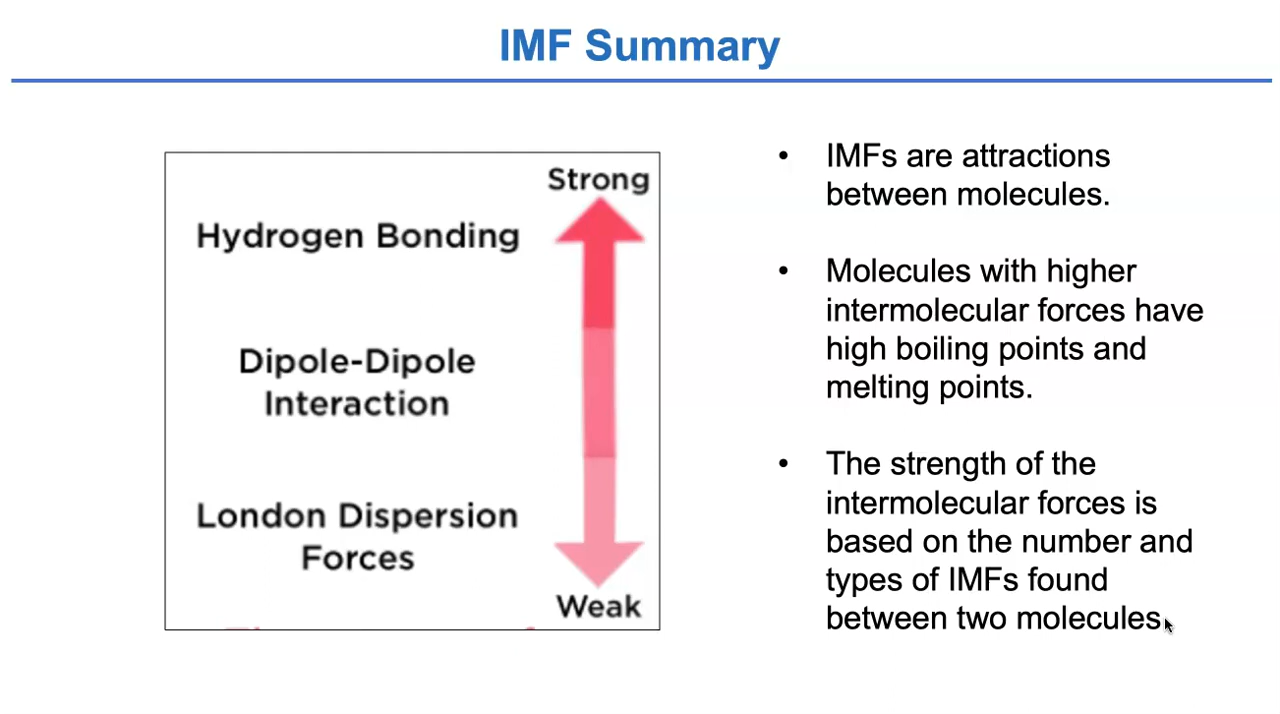 IMF Summary
Strong
Hydrogen Bonding
Dipole-Dipole
Interaction
London Dispersion
Forces
Weak
• IMFs are attractions
between molecules.
• Molecules with higher
intermolecular forces have
high boiling points and
melting points.
• The strength of the
intermolecular forces is
based on the number and
types of IMFs found
between two molecules.